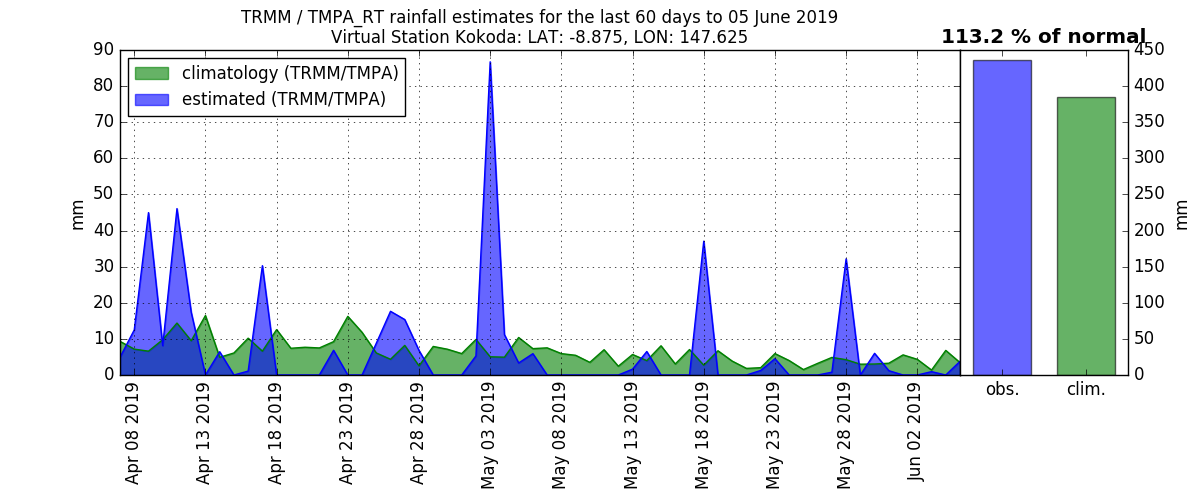 TRMM / TMPA_RT rainfall estimates for the last 60 days to 05 June 2019
Virtual Station Kokoda: LAT: -8.875, LON: 147.625
113.2 % of normal
climatology (TRMM/TMPA)
estimated (TRMM/TMPA)
90
80
70
60
50
40
30
20
10
0
mm
Apr 08 2019
Apr 13 2019
Apr 18 2019
Apr 23 2019
Apr 28 2019
May 03 2019
May 08 2019
May 13 2019
May 18 2019
May 23 2019
May 28 2019
Jun 02 2019
obs.
clim.
450
400
350
300
250
200
150
100
50
0
mm